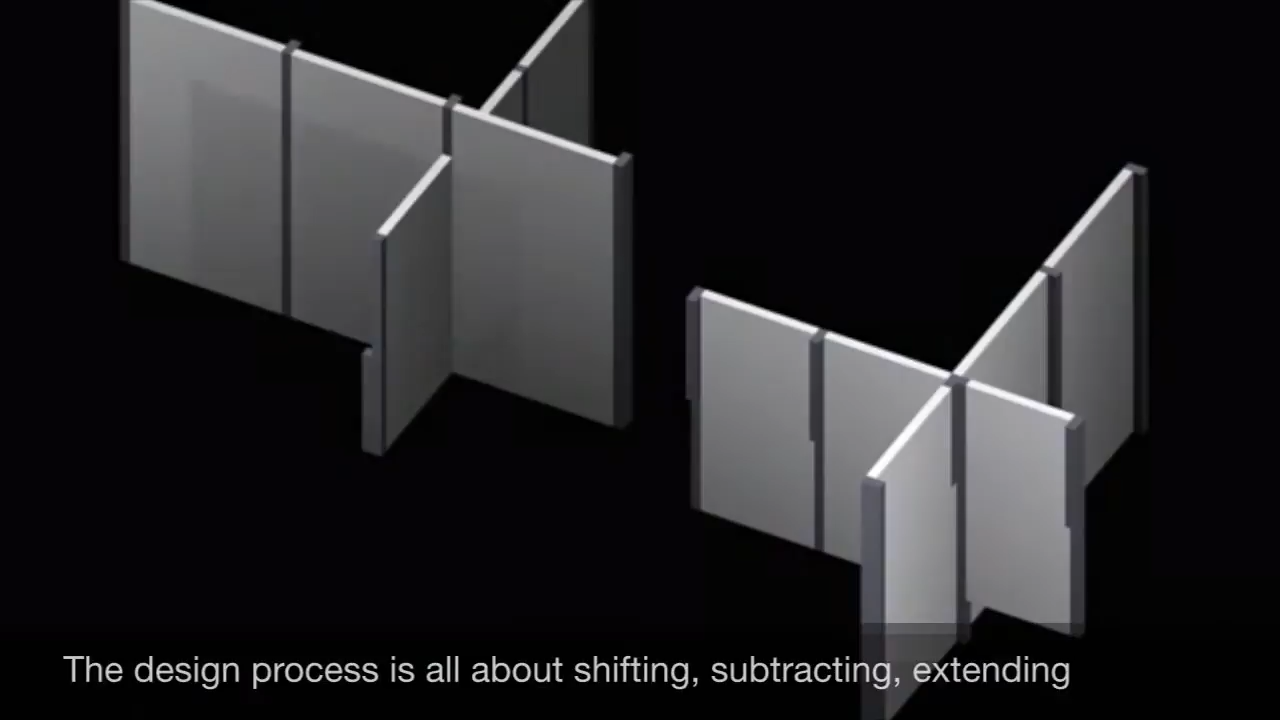 The design process is all about shifting, subtracting, extending